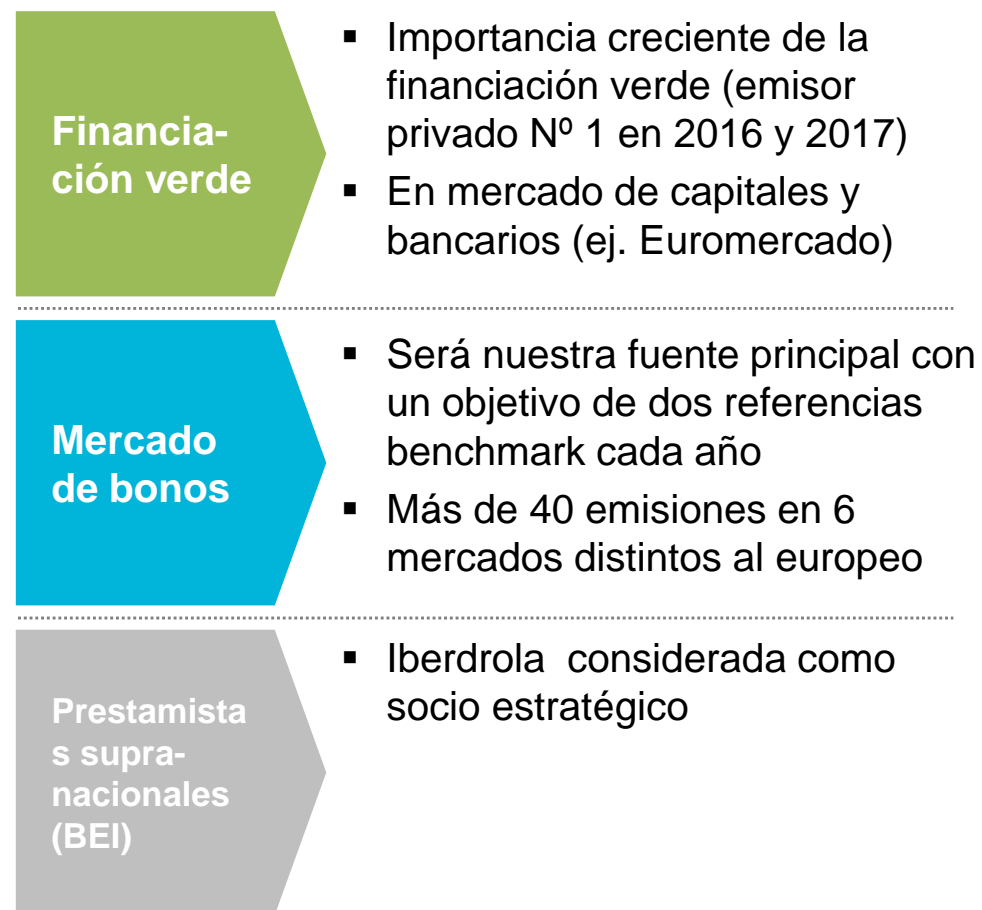 Financia-
ción verde
▪ Importancia creciente de la
financiación verde (emisor
privado Nº 1 en 2016 y 2017)
▪ En mercado de capitales y
bancarios (ej. Euromercado)
Mercado
de bonos
▪ Será nuestra fuente principal con
un objetivo de dos referencias
benchmark cada año
▪ Más de 40 emisiones en 6
mercados distintos al europeo
Prestamista
s supra-
nacionales
(BEI)
▪ Iberdrola  considerada como
socio estratégico